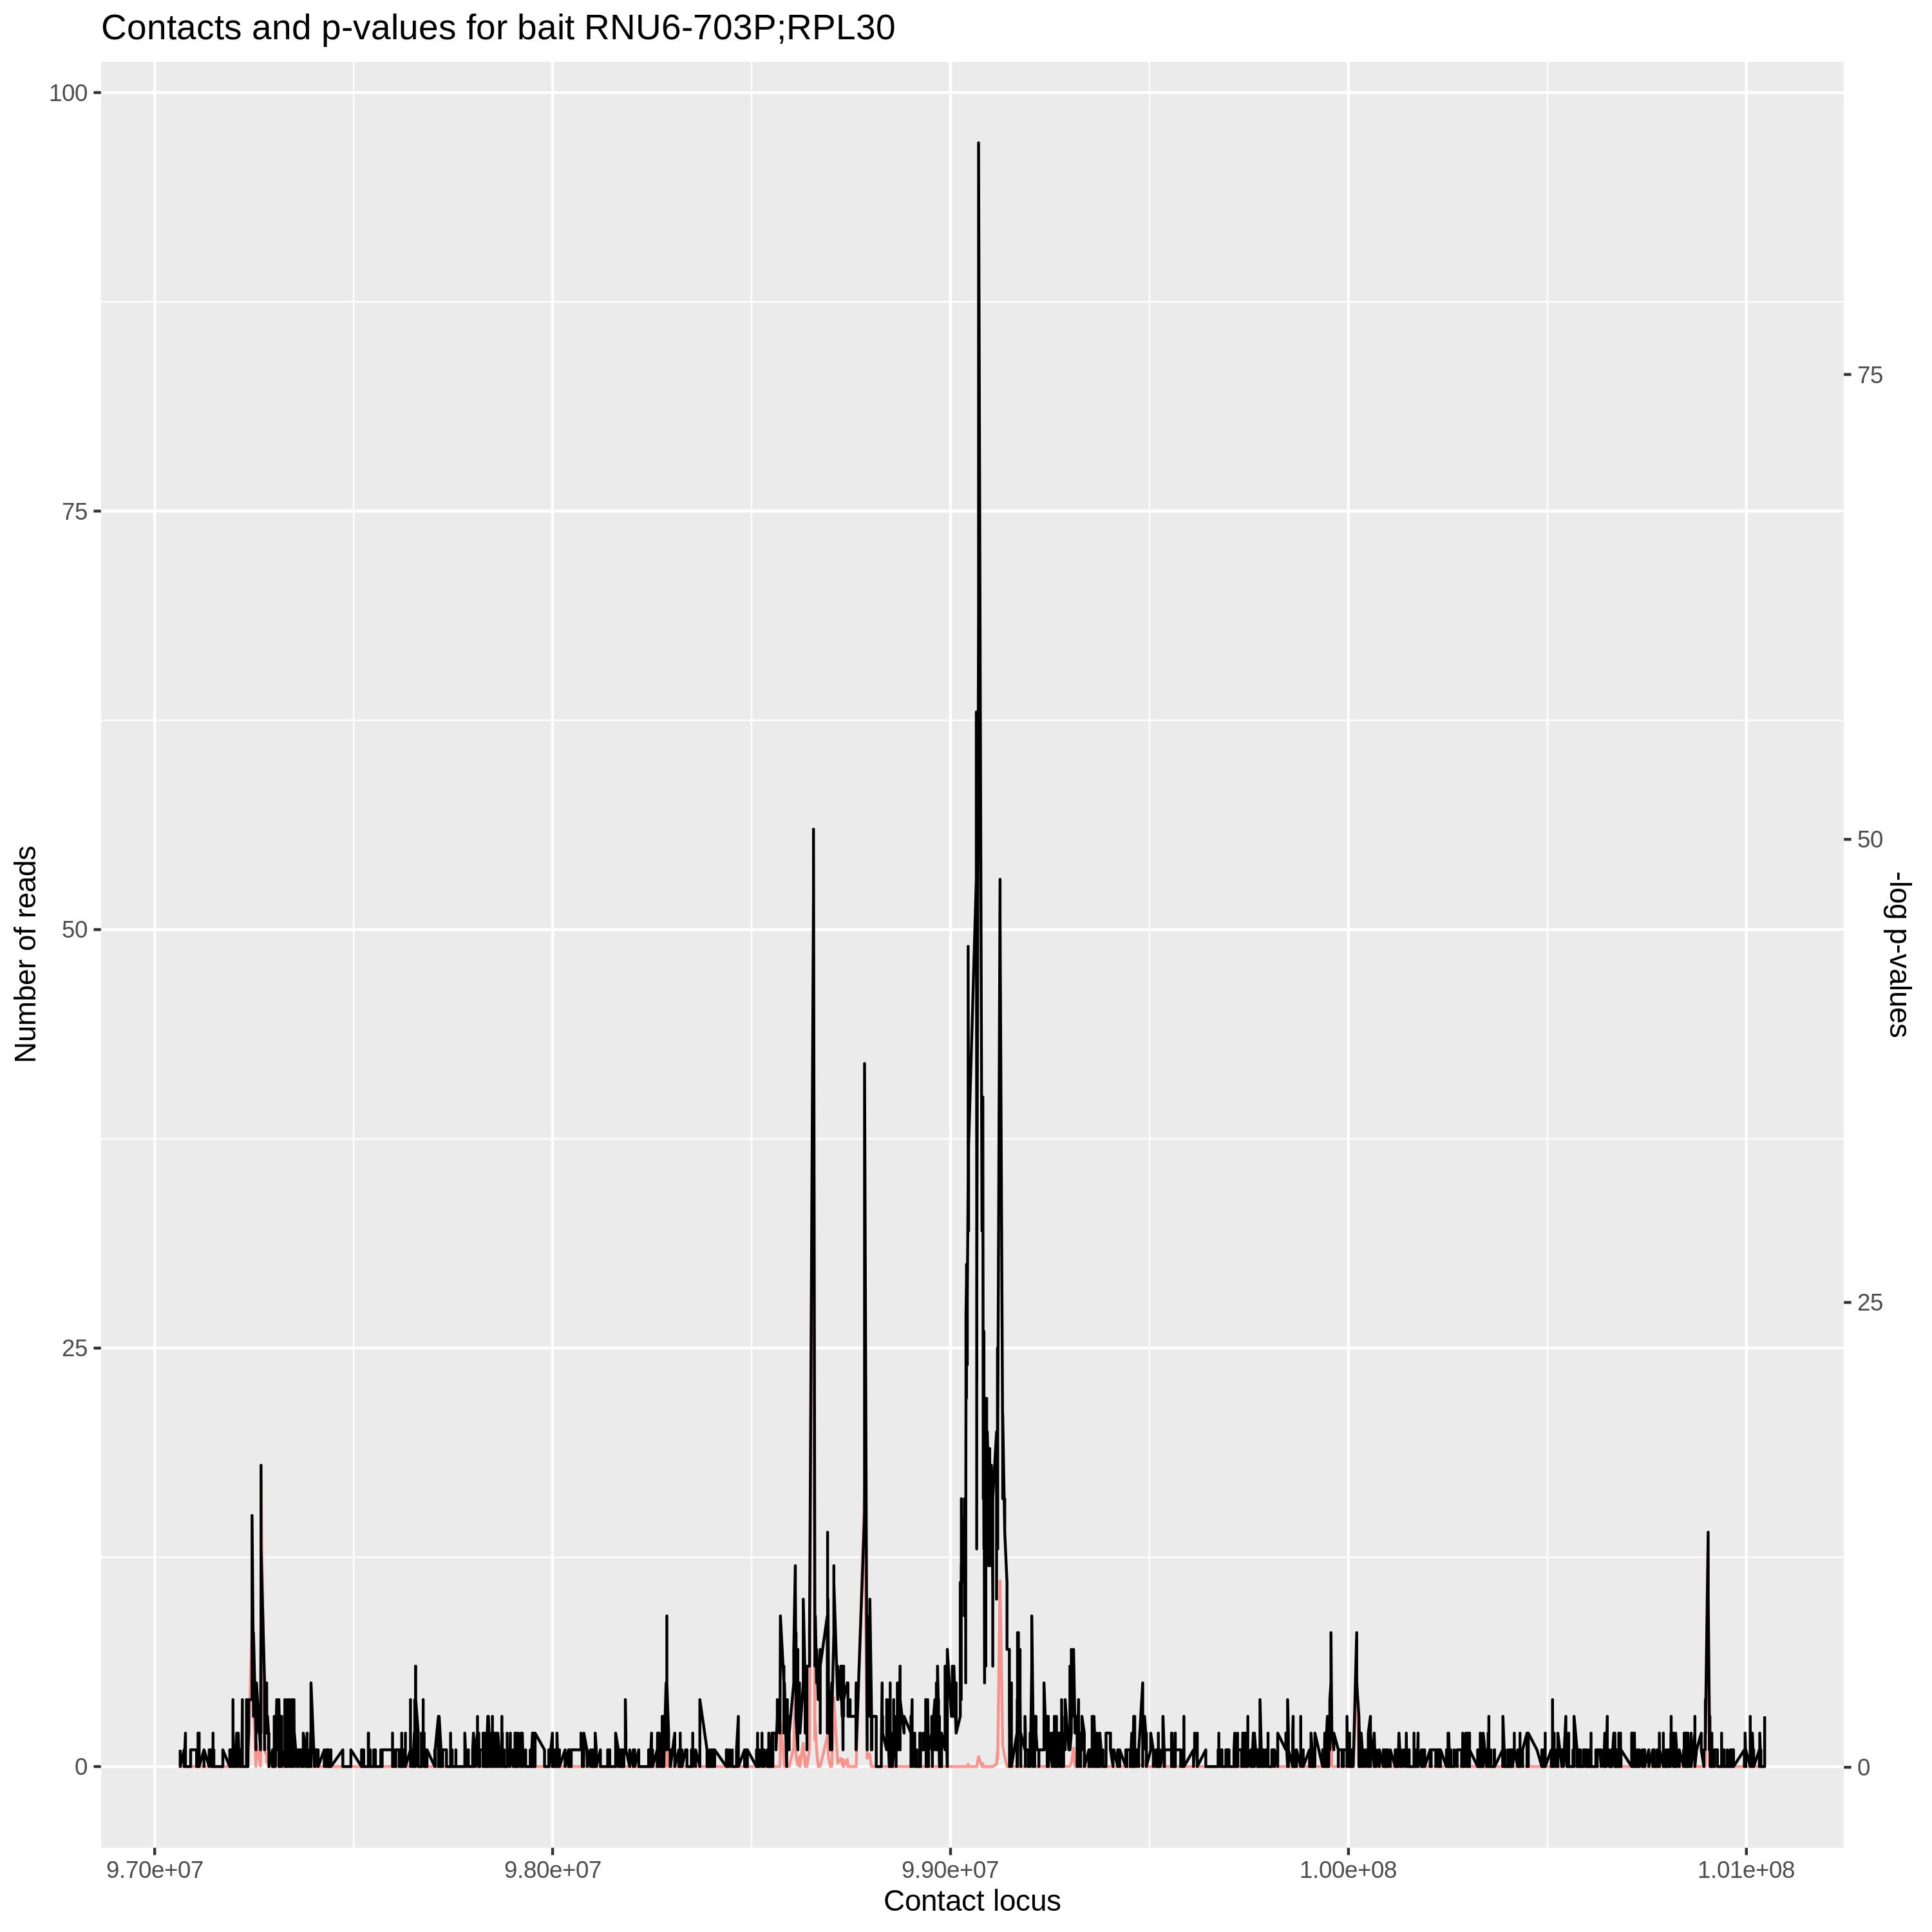 Contacts and p-values for bait RNU6-703P;RPL30
100
75
50
25
0
Number of reads
75
50
25
0
-log p-values
9.70e+07
9.80e+07
9.90e+07
1.00e+08
1.01e+08
Contact locus